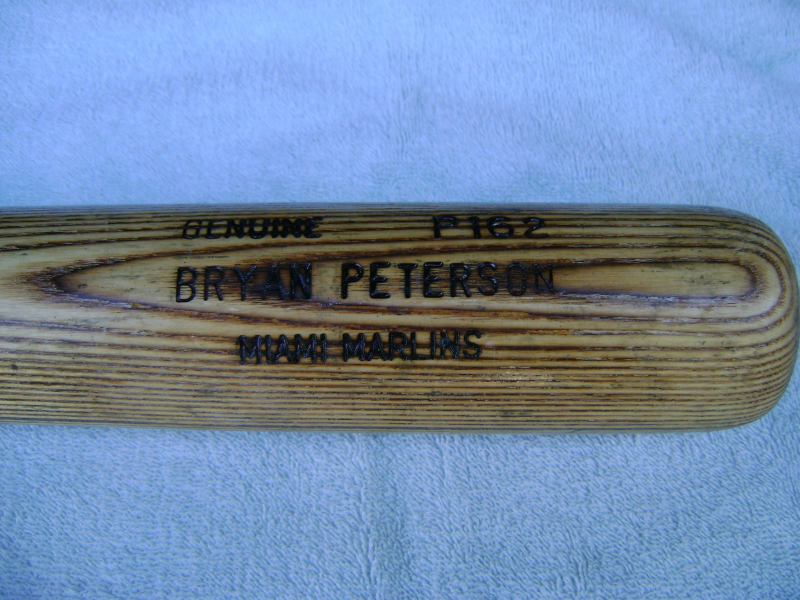 GENUINE P162
BRYAN PETERSON
MIAMI MARLINS